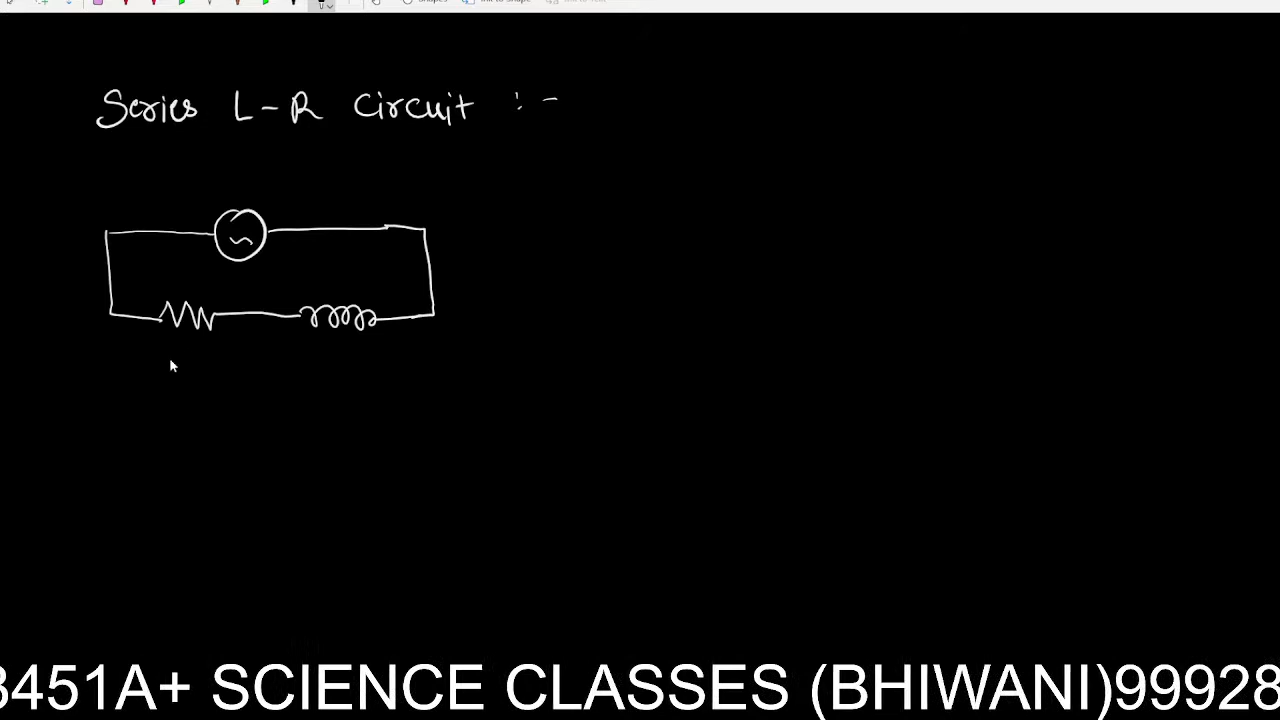 Series L-R Circuit :-
3451A+ SCIENCE CLASSES (BHIWANI)99928